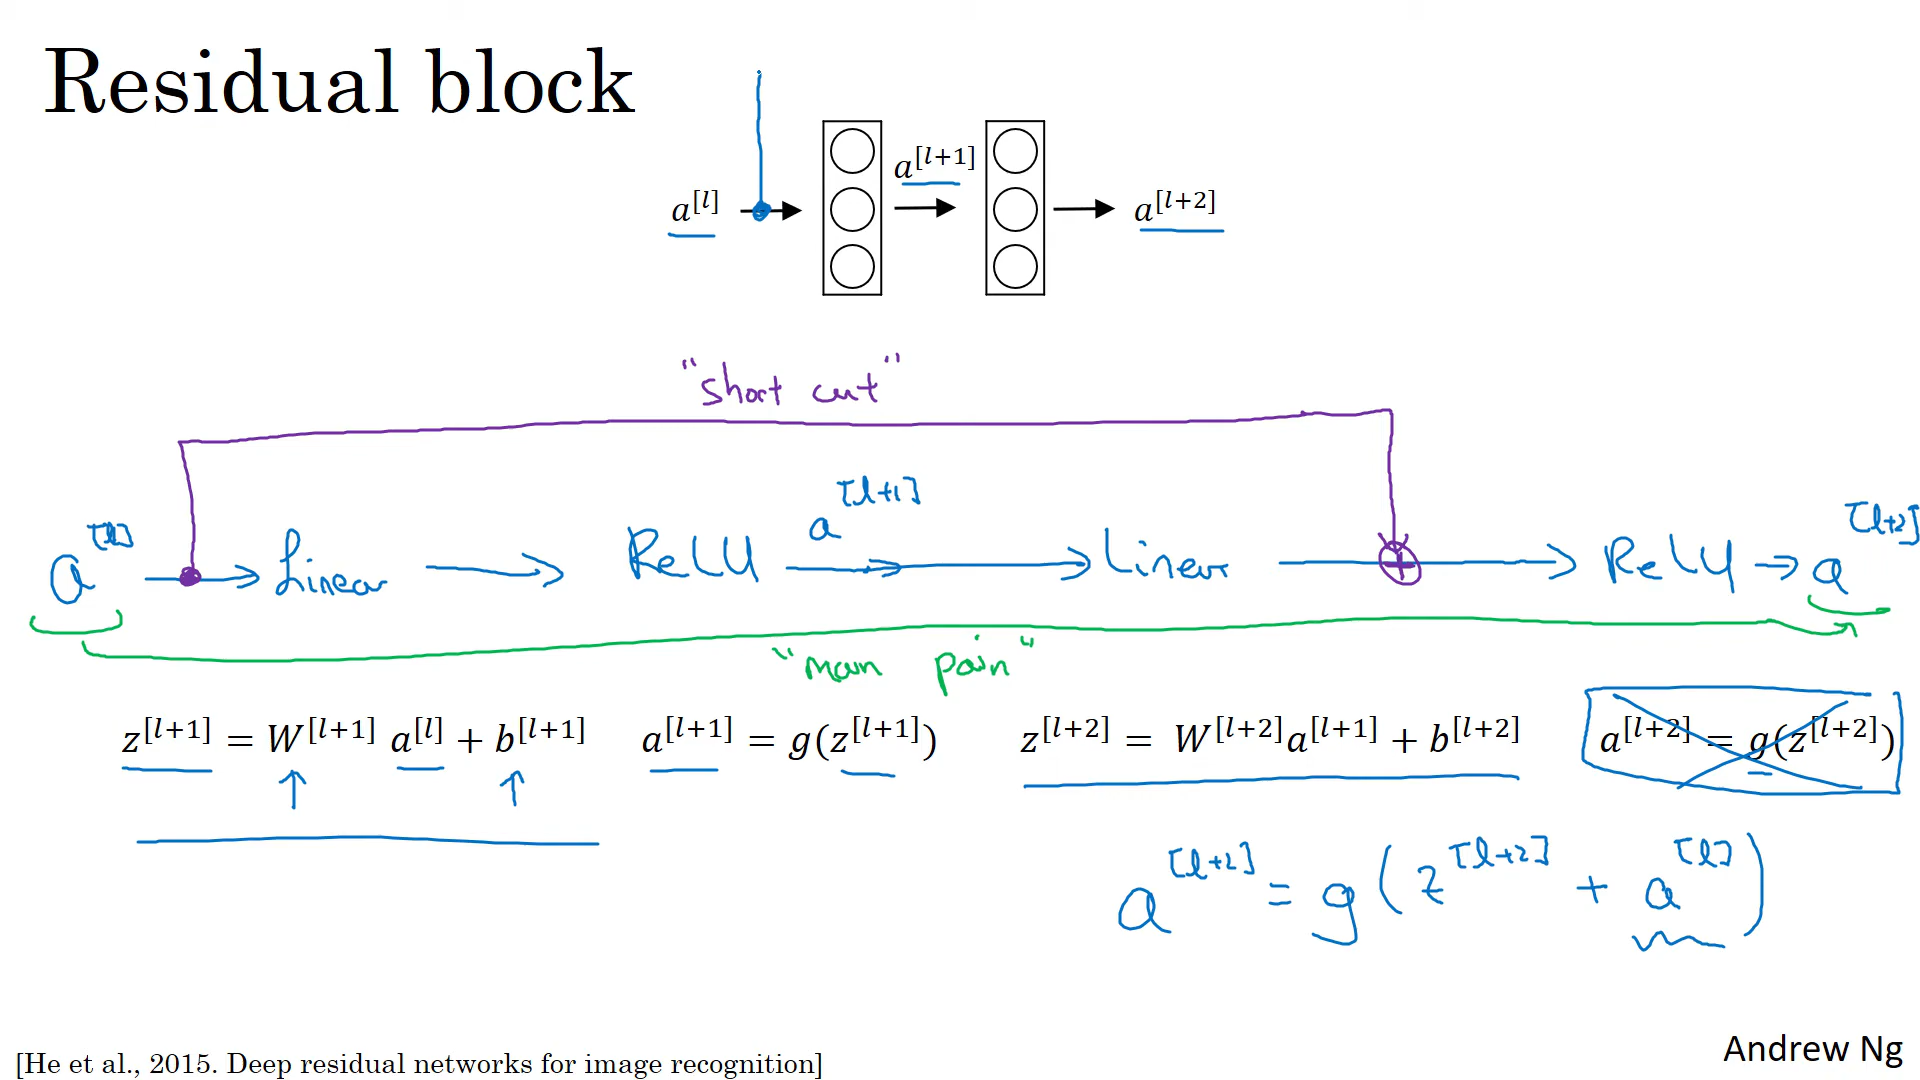 Residual block
a^[l] a^[l+1] a^[l+2]
"short cut"
a^[l] Linear ReLU a^[l+1] Linear + ReLU a^[l+2]
"main pain"
z^[l+1] = W^[l+1] a^[l] + b^[l+1] a^[l+1] = g(z^[l+1]) z^[l+2] = W^[l+2]a^[l+1] + b^[l+2] a^[l+2] = g(z^[l+2])
a^[l+2] = g(z^[l+2] + a^[l])
[He et al., 2015. Deep residual networks for image recognition]
Andrew Ng